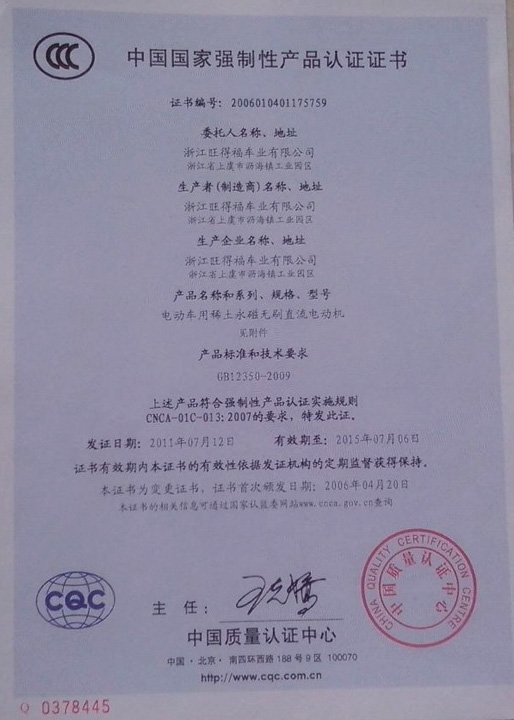 CCC
中国国家强制性产品认证证书
证书编号：2006010401175759
委托人名称、地址
浙江旺得福车业有限公司
浙江省上虞市沥海镇工业园区
生产者(制造商)名称、地址
浙江旺得福车业有限公司
浙江省上虞市沥海镇工业园区
生产企业名称、地址
浙江旺得福车业有限公司
浙江省上虞市沥海镇工业园区
产品名称和系列、规格、型号
电动车用稀土永磁无刷直流电动机
见附件
产品标准和技术要求
GB12350-2009
上述产品符合强制性产品认证实施规则
CNCA-01C-013:2007的要求，特发此证。
发证日期：2011年07月12日 有效期至：2015年07月06日
证书有效期内本证书的有效性依据发证机构的定期监督获得保持。
本证书为变更证书，证书首次颁发日期：2006年04月20日
本证书的相关信息可通过国家认监委网站www.cnca.gov.cn查询
CHINA QUALITY CERTIFICATION CENTRE
中国质量认证中心
CQC
主任：
中国质量认证中心
中国·北京·南四环西路188号9区 100070
http://www.cqc.com.cn
Q 0378445